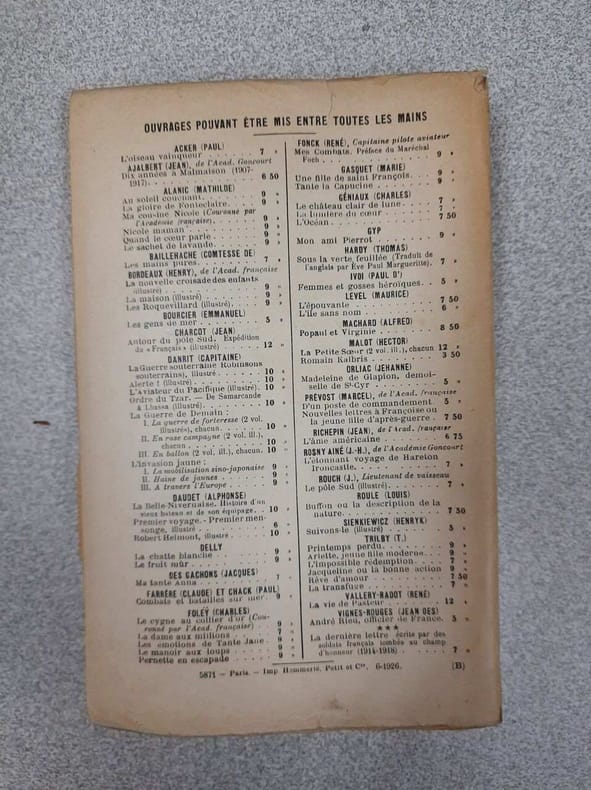 OUVRAGES POUVANT ÊTRE MIS ENTRE TOUTES LES MAINS
ACKER (PAUL)
L'oiseau vainqueur . . . . . . 7 »
AJALBERT (JEAN), de l'Acad. Goncourt
Dix années à Malmaison (1907-
1917) . . . . . . 6 50
ALANIC (MATHILDE)
Au soleil couchant . . . . 9 »
La gloire de Fonteclaire . . . 9 »
Ma cousine Nicole (Couronné par
l'Académie française) . . . . 9 »
Nicole maman . . . . 9 »
Quand le cœur parle . . . . 9 »
Le sachet de lavande . . . . 9 »
BAILLEHACHE (COMTESSE DE)
Les mains pures . . . . 7 »
BORDEAUX (HENRY), de l'Acad. française
La nouvelle croisade des enfants
(illustré) . . . . 9 »
La maison (illustré) . . . . 9 »
Les Roquevillard (illustré) . . . 9 »
BOURCIER (EMMANUEL)
Les gens de mer . . . . 5 »
CHARCOT (JEAN)
Autour du pôle Sud. Expédition
du « Français » (illustré) . . . 12 »
DANRIT (CAPITAINE)
La Guerre souterraine Robinsons
souterrains), illustré . . . . 10 »
Alerte ! (illustré) . . . . 10 »
L'Aviateur du Pacifique (illustré). 10 »
Ordre du Tzar. — De Samarcande
à Lhassa (illustré) . . . . 10 »
La Guerre de Demain :
I. La guerre de forteresse (2 vol.
illustrés), chacun . . . . 10 »
II. En rase campagne (2 vol. ill.),
chacun . . . . 10 »
III. En ballon (2 vol. ill.), chacun. 10 »
L'Invasion jaune :
I. La mobilisation sino-japonaise 9 »
II. Haine de jaunes . . . . 9 »
III. A travers l'Europe . . . . 9 »
DAUDET (ALPHONSE)
La Belle-Nivernaise. Histoire d'un
vieux bateau et de son équipage. . 10 »
Premier voyage. - Premier men-
songe, illustré . . . . 6 »
Robert Helmont, illustré . . . 10 »
DELLY
La chatte blanche . . . . 9 »
Le fruit mûr . . . . 9 »
DES GACHONS (JACQUES)
Ma tante Anna . . . . 7 »
FARRÈRE (CLAUDE) ET CHACK (PAUL)
Combats et batailles sur mer . . 9 »
FOLEŸ (CHARLES)
Le cygne au collier d'or (Cou-
ronné par l'Acad. française) . . . 9 »
La dame aux millions . . . . 7 »
Les émotions de Tante Jane . . 9 »
Le manoir aux loups . . . . 9 »
Pernette en escapade . . . . 9 »
FONCK (RENÉ), Capitaine pilote aviateur
Mes Combats. Préface du Maréchal
Foch . . . . 9 »
GASQUET (MARIE)
Une fille de saint François . . . 9 »
Tante la Capucine . . . . 9 »
GÉNIAUX (CHARLES)
Le château clair de lune . . . 7 »
La lumière du cœur . . . . 7 »
L'Océan . . . . 7 50
GYP
Mon ami Pierrot . . . . 9 »
HARDY (THOMAS)
Sous la verte feuillée (Traduit de
l'anglais par Ève Paul Margueritte). 7 »
IVOI (PAUL D')
Femmes et gosses héroïques . . 5 »
LEVEL (MAURICE)
L'épouvante . . . . 7 50
L'île sans nom . . . . 6 »
MACHARD (ALFRED)
Popaul et Virginie . . . . 8 50
MALOT (HECTOR)
La Petite Sœur (2 vol. ill.), chacun 12 »
Romain Kalbris . . . . 3 50
ORLIAC (JEHANNE)
Madeleine de Glapion, demoi-
selle de St-Cyr . . . . 5 »
PRÉVOST (MARCEL), de l'Acad. française
D'un poste de commandement . 5 »
Nouvelles lettres à Françoise ou
la jeune fille d'après-guerre . . 7 50
RICHEPIN (JEAN), de l'Acad. française
L'âme américaine . . . . 6 75
ROSNY AINÉ (J.-H.), de l'Académie Goncourt
L'étonnant voyage de Hareton
Ironcastle . . . . 7 »
ROUCH (J.), Lieutenant de vaisseau
Le pôle Sud (illustré) . . . . 7 »
ROULE (LOUIS)
Buffon ou la description de la
nature . . . . 7 50
SIENKIEWICZ (HENRYK)
Suivons-le (illustré) . . . . 5 »
TRILBY (T.)
Printemps perdu . . . . 9 »
Arlette, jeune fille moderne . . . 9 »
L'impossible rédemption . . . . 7 »
Jacqueline ou la bonne action 9 »
Rêve d'amour . . . . 7 50
La transfuge . . . . 7 »
VALLERY-RADOT (RENÉ)
La vie de Pasteur . . . . 12 »
VIGNES-ROUGES (JEAN DES)
André Rieu, officier de France. 5 »
★★★
La dernière lettre écrite par des
soldats français tombés au champ
d'honneur (1914-1918) . . . . 7 »
5871 — Paris. — Imp. Hemmerlé, Petit et Cie. 6-1926. (B)